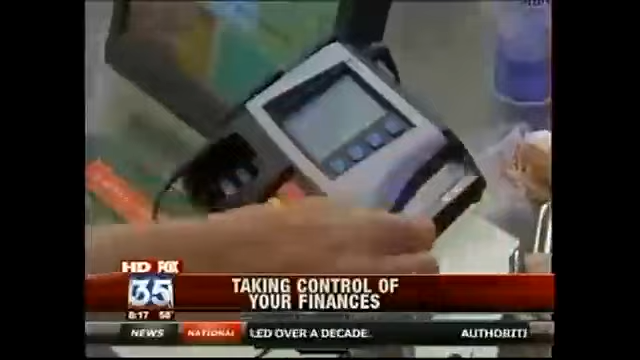 HD FOX
35
8:17 58°
TAKING CONTROL OF
YOUR FINANCES
NEWS NATIONAL LED OVER A DECADE. AUTHORITI